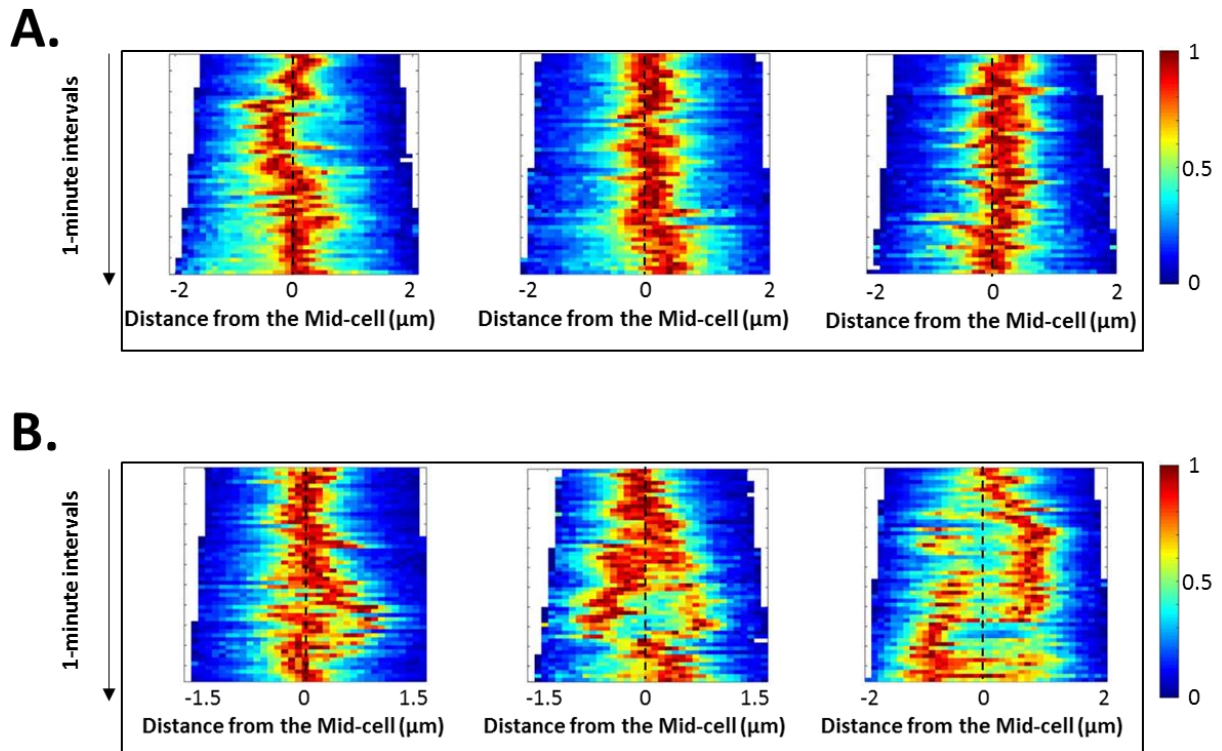 A.
1-minute intervals
-2 0 2
-2 0 2
-2 0 2
Distance from the Mid-cell (µm)
Distance from the Mid-cell (µm)
Distance from the Mid-cell (µm)
1
0.5
0
B.
1-minute intervals
-1.5 0 1.5
-1.5 0 1.5
-2 0 2
Distance from the Mid-cell (µm)
Distance from the Mid-cell (µm)
Distance from the Mid-cell (µm)
1
0.5
0